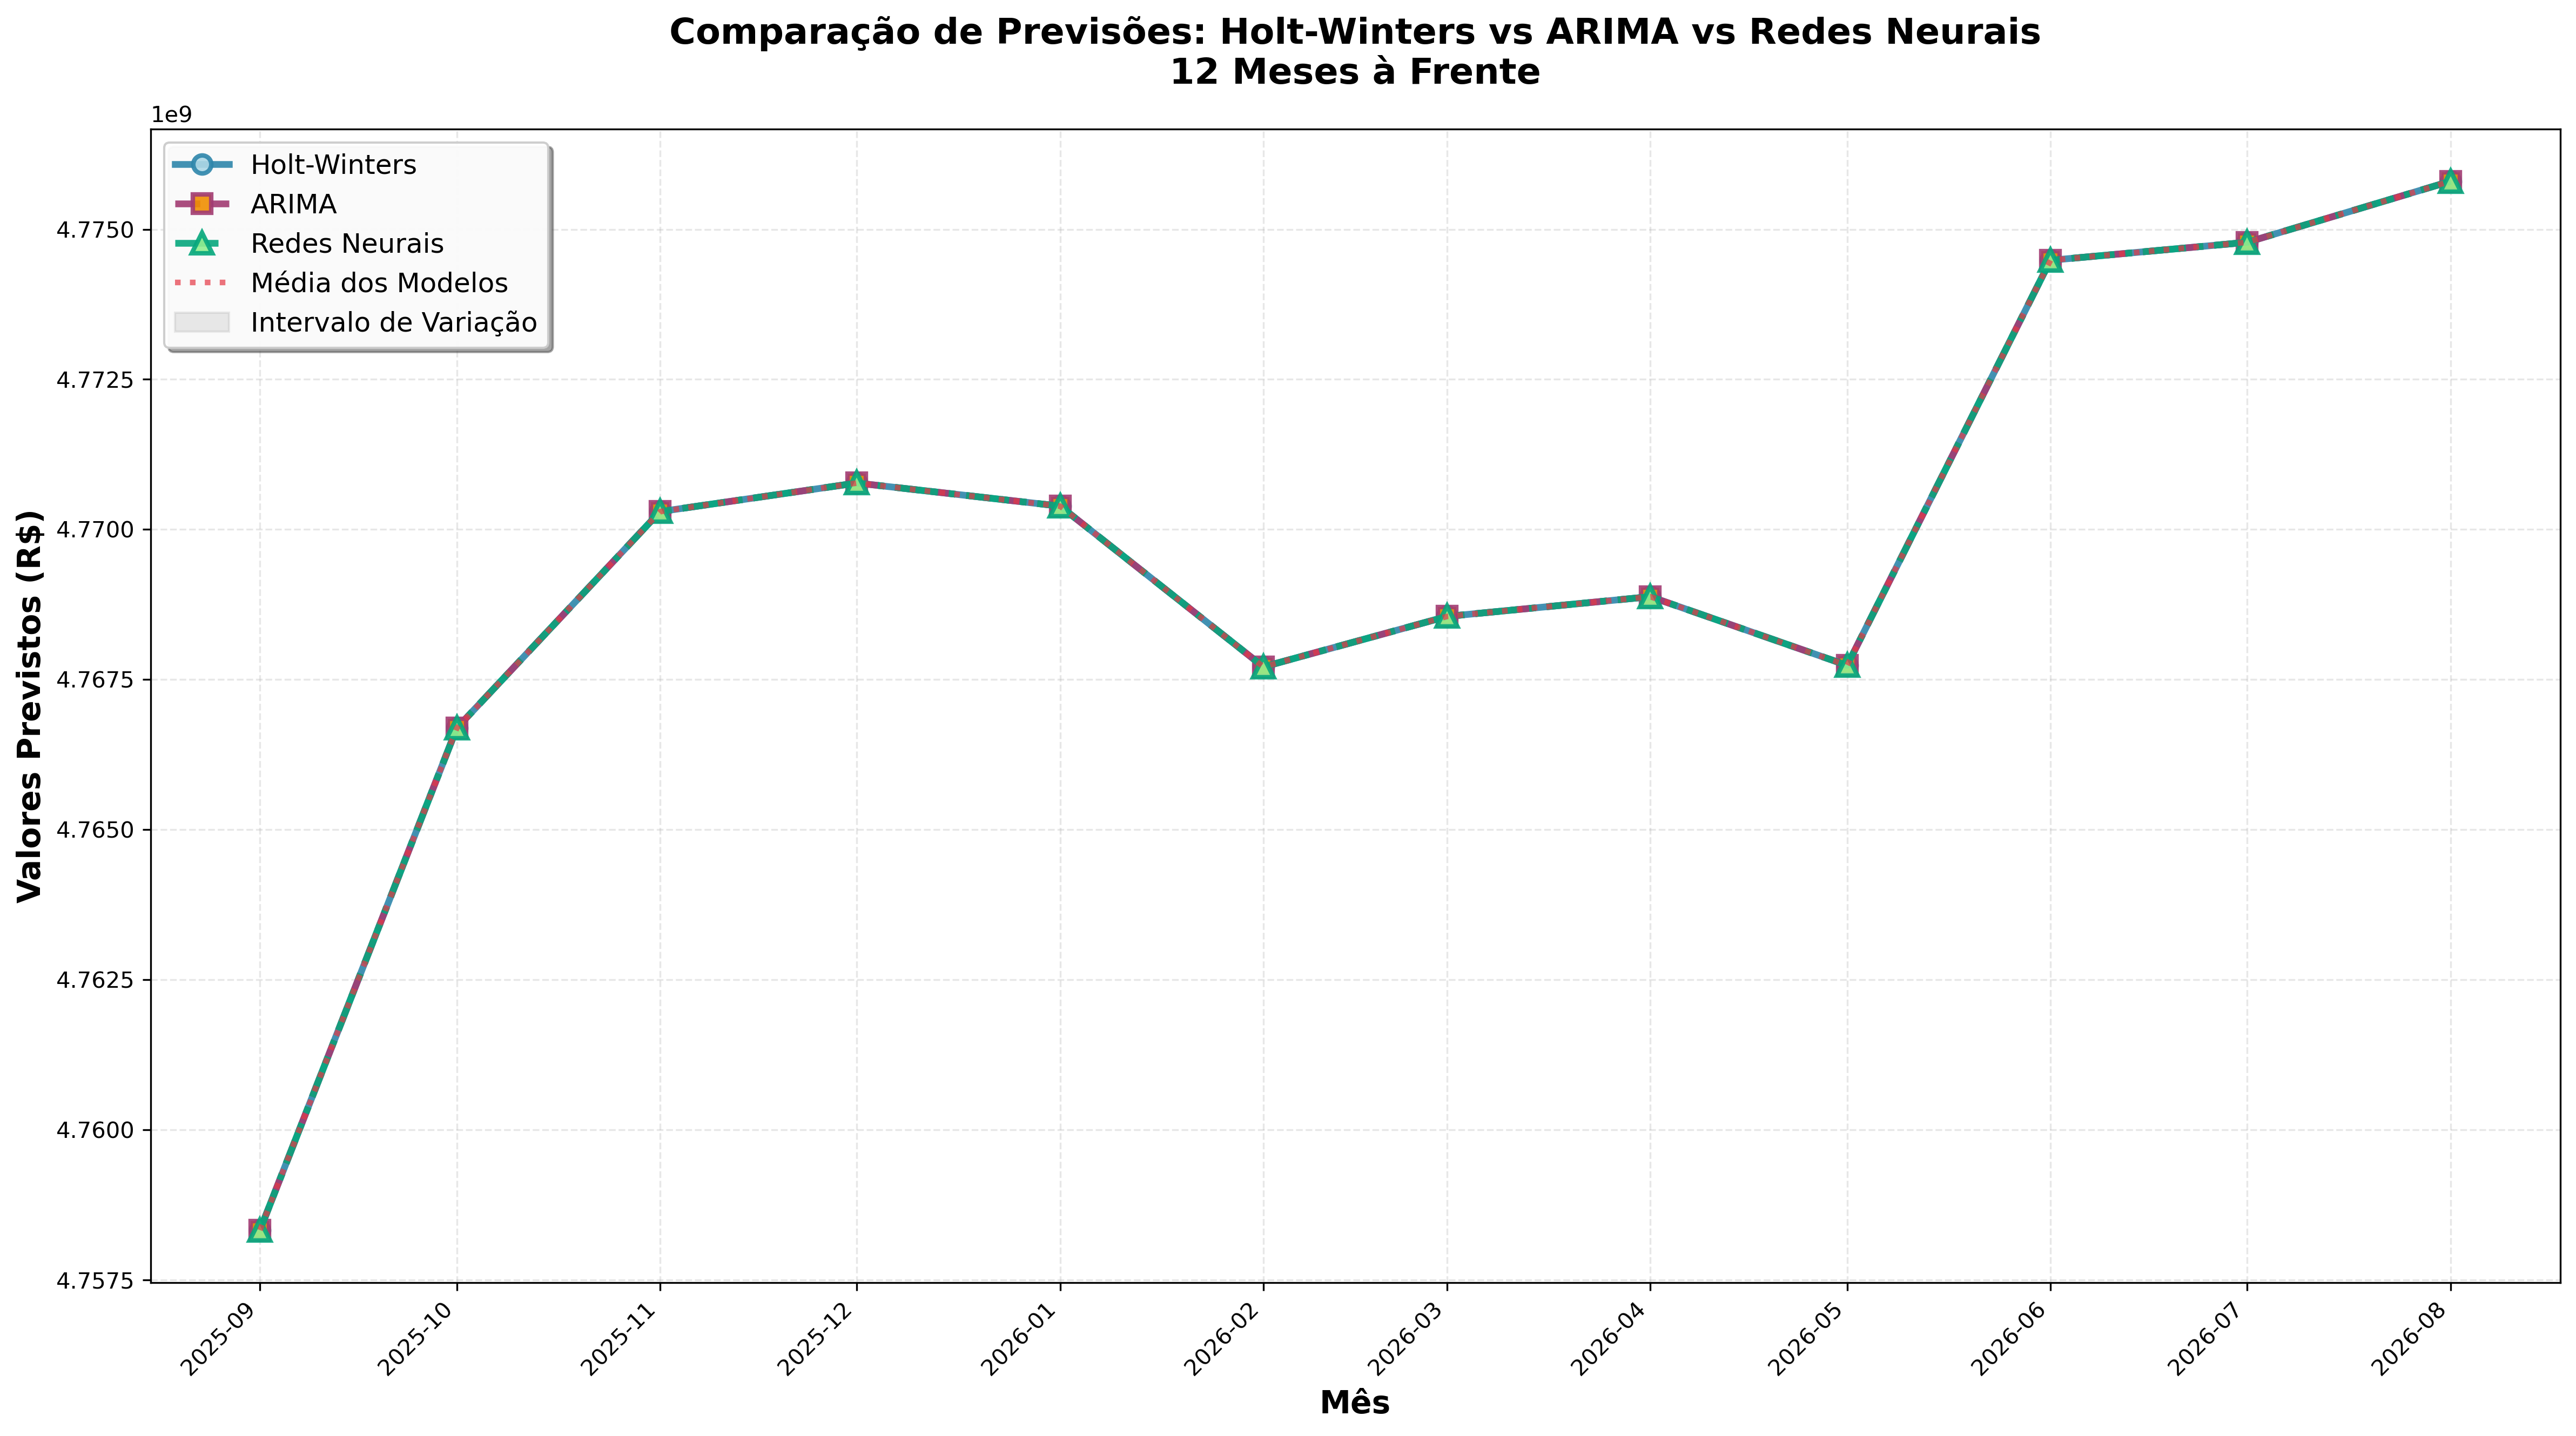 Comparação de Previsões: Holt-Winters vs ARIMA vs Redes Neurais
12 Meses à Frente
1e9
Holt-Winters
ARIMA
Redes Neurais
Média dos Modelos
Intervalo de Variação
4.7750
4.7725
4.7700
4.7675
4.7650
4.7625
4.7600
4.7575
Valores Previstos (R$)
2025-09
2025-10
2025-11
2025-12
2026-01
2026-02
2026-03
2026-04
2026-05
2026-06
2026-07
2026-08
Mês